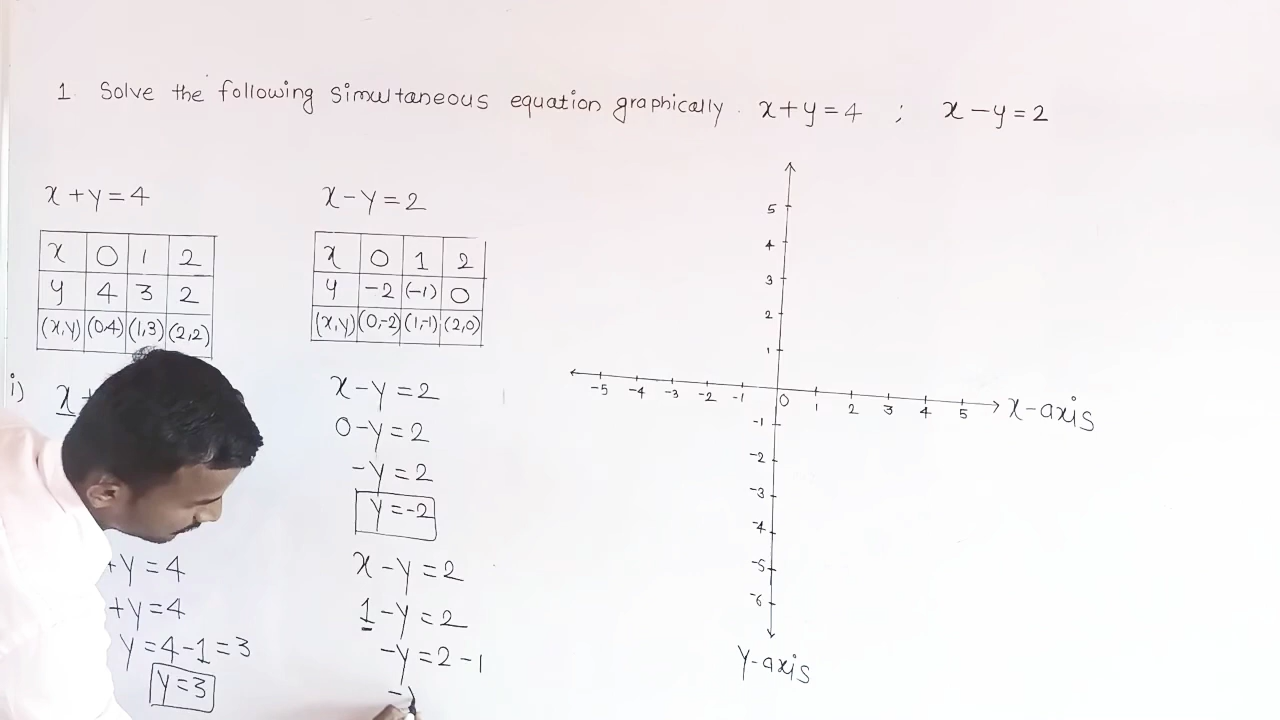 1. Solve the following simultaneous equation graphically. x+y=4 ; x-y=2
x+y=4
x 0 1 2
y 4 3 2
(x,y) (0,4) (1,3) (2,2)
x-y=2
x 0 1 2
y -2 (-1) 0
(x,y) (0,-2) (1,-1) (2,0)
i) x+
+y=4
+y=4
y=4-1=3
y=3
x-y=2
0-y=2
-y=2
y=-2
x-y=2
1-y=2
-y=2-1
-y
5
4
3
2
1
-5 -4 -3 -2 -1 0 1 2 3 4 5 x-axis
-1
-2
-3
-4
-5
-6
y-axis